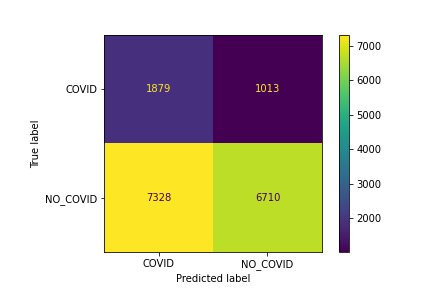 True label
COVID
NO_COVID
1879 1013
7328 6710
COVID NO_COVID
Predicted label
7000
6000
5000
4000
3000
2000